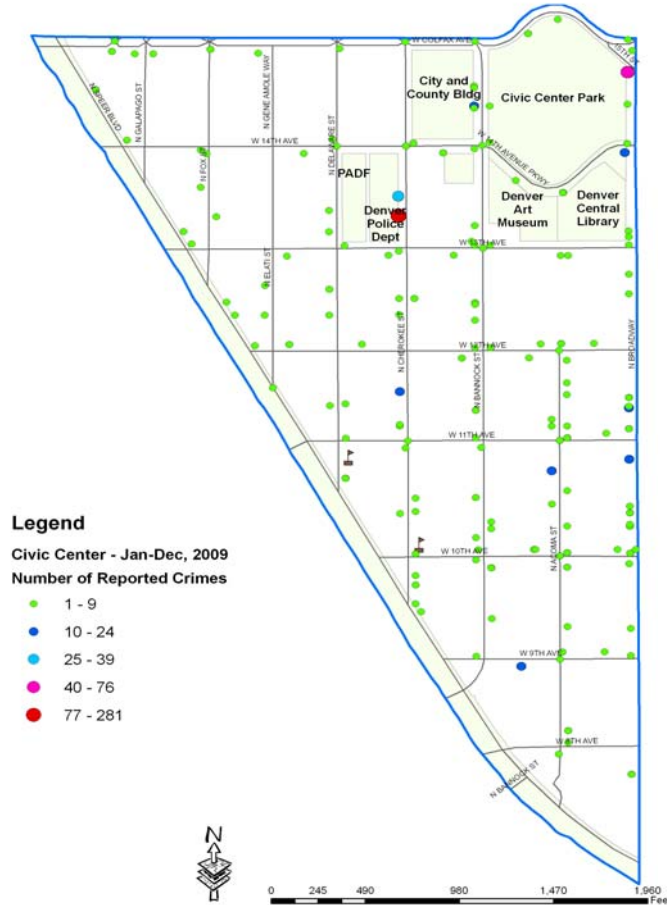 W COLFAX AVE
15TH ST
City and
County Bldg
Civic Center Park
N SPEER BLVD
N GALAPAGO ST
N GENE AMOLE WAY
N FOX ST
N DELAWARE ST
W 14TH AVE
W 14TH AVENUE PKWY
PADF
Denver
Police
Dept
Denver
Art
Museum
Denver
Central
Library
N ELATI ST
W 13TH AVE
N CHEROKEE ST
N BANNOCK ST
N BROADWAY
W 12TH AVE
W 11TH AVE
N ACOMA ST
W 10TH AVE
W 9TH AVE
W 8TH AVE
N BANNOCK ST
Legend
Civic Center - Jan-Dec, 2009
Number of Reported Crimes
1 - 9
10 - 24
25 - 39
40 - 76
77 - 281
N
0 245 490 980 1,470 1,960
Feet